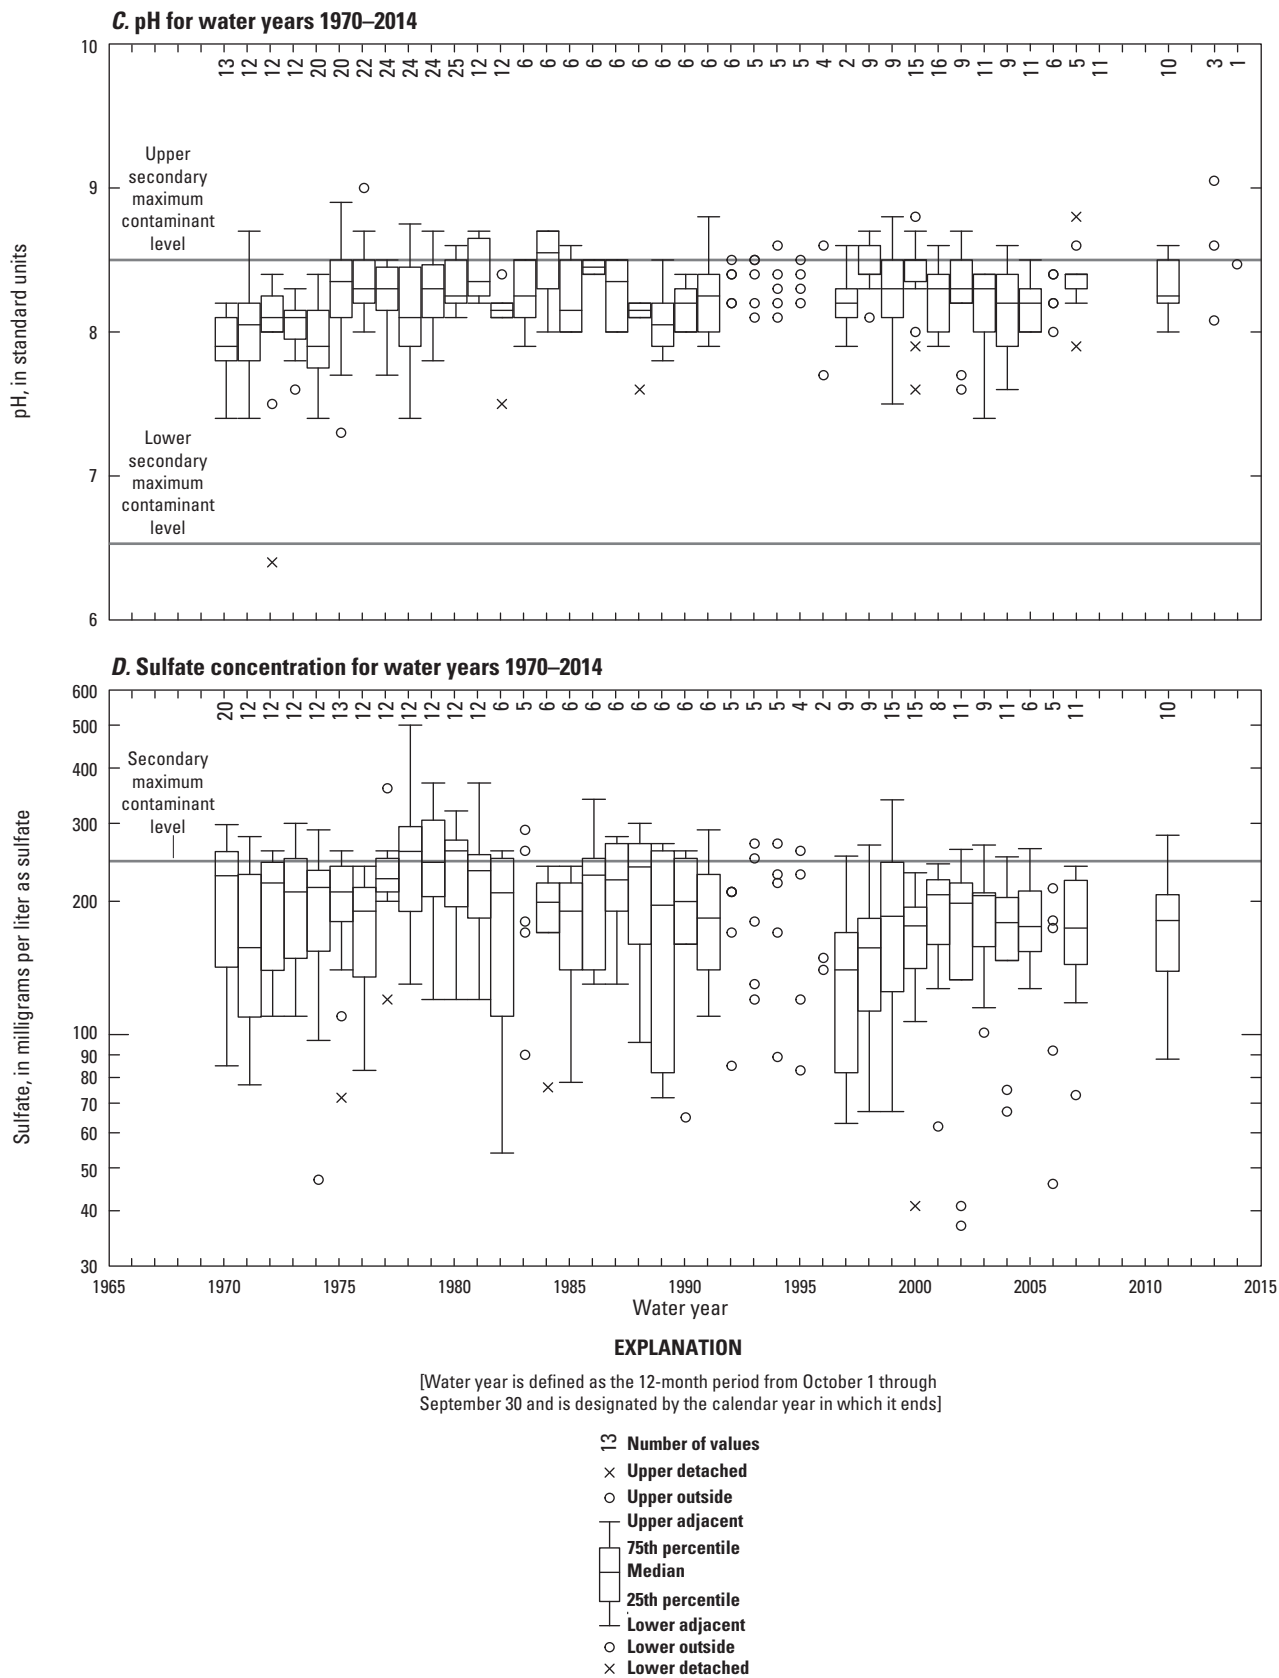 C. pH for water years 1970–2014
10
13 12 12 12 20 20 22 24 24 24 25 12 12 6 6 6 6 6 6 6 6 6 6 5 5 5 4 2 9 9 15 16 9 11 9 11 6 5 11 10 3 1
Upper
secondary
maximum
contaminant
level
9
8
pH, in standard units
7
Lower
secondary
maximum
contaminant
level
6
D. Sulfate concentration for water years 1970–2014
600
20 12 12 12 12 13 12 12 12 12 12 12 6 5 6 6 6 6 6 6 6 6 5 5 5 4 2 9 9 15 15 8 11 9 11 6 5 11 10
500
Secondary
maximum
contaminant
level
400
300
200
Sulfate, in milligrams per liter as sulfate
100
90
80
70
60
50
40
30
1965 1970 1975 1980 1985 1990 1995 2000 2005 2010 2015
Water year
EXPLANATION
[Water year is defined as the 12-month period from October 1 through
September 30 and is designated by the calendar year in which it ends]
13 Number of values
Upper detached
Upper outside
Upper adjacent
75th percentile
Median
25th percentile
Lower adjacent
Lower outside
Lower detached